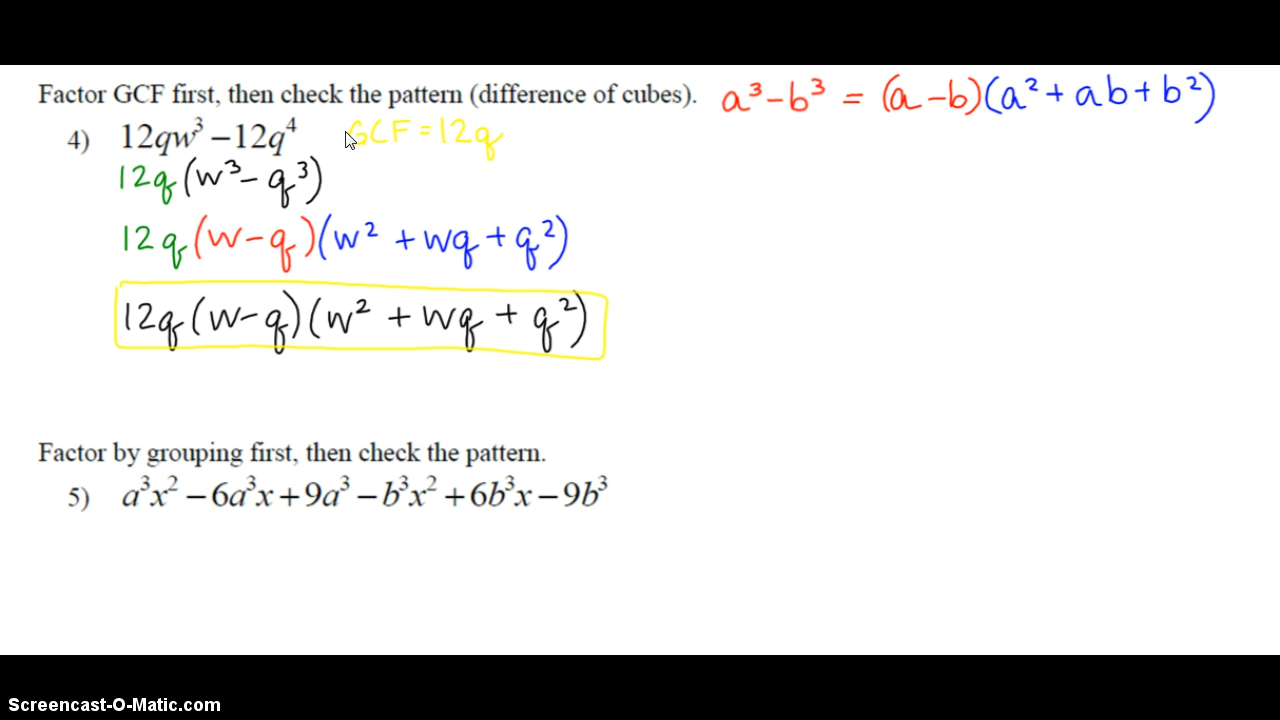 Factor GCF first, then check the pattern (difference of cubes). a³ – b³ = (a – b)(a² + ab + b²)
4) 12qw³ – 12q⁴ GCF = 12q
12q(w³ – q³)
12q(w – q)(w² + wq + q²)
12q(w – q)(w² + wq + q²)
Factor by grouping first, then check the pattern.
5) a³x² – 6a³x + 9a³ – b³x² + 6b³x – 9b³
Screencast-O-Matic.com